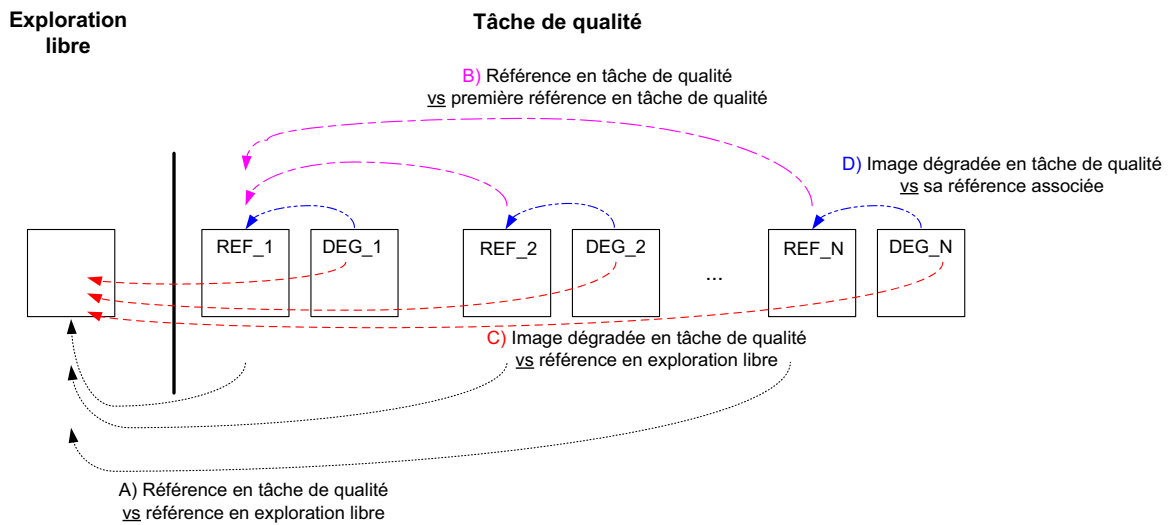 Exploration
libre
Tâche de qualité
B) Référence en tâche de qualité
vs première référence en tâche de qualité
D) Image dégradée en tâche de qualité
vs sa référence associée
REF_1
DEG_1
REF_2
DEG_2
...
REF_N
DEG_N
C) Image dégradée en tâche de qualité
vs référence en exploration libre
A) Référence en tâche de qualité
vs référence en exploration libre